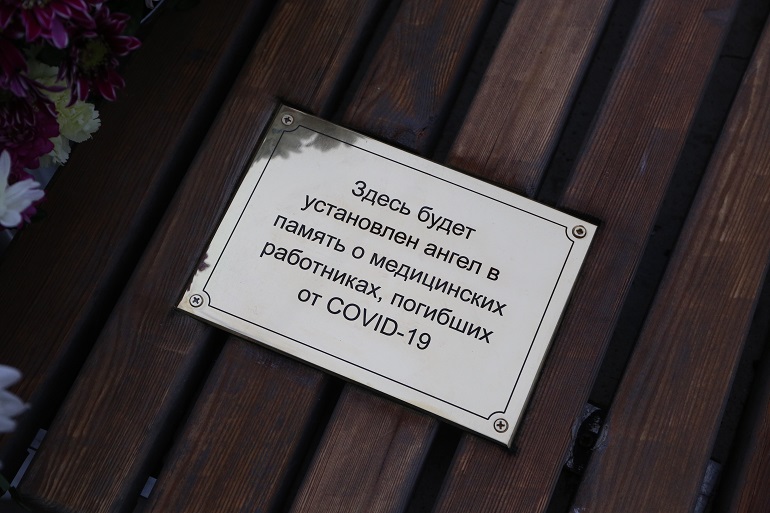 Здесь будет
установлен ангел в
память о медицинских
работниках, погибших
от COVID-19